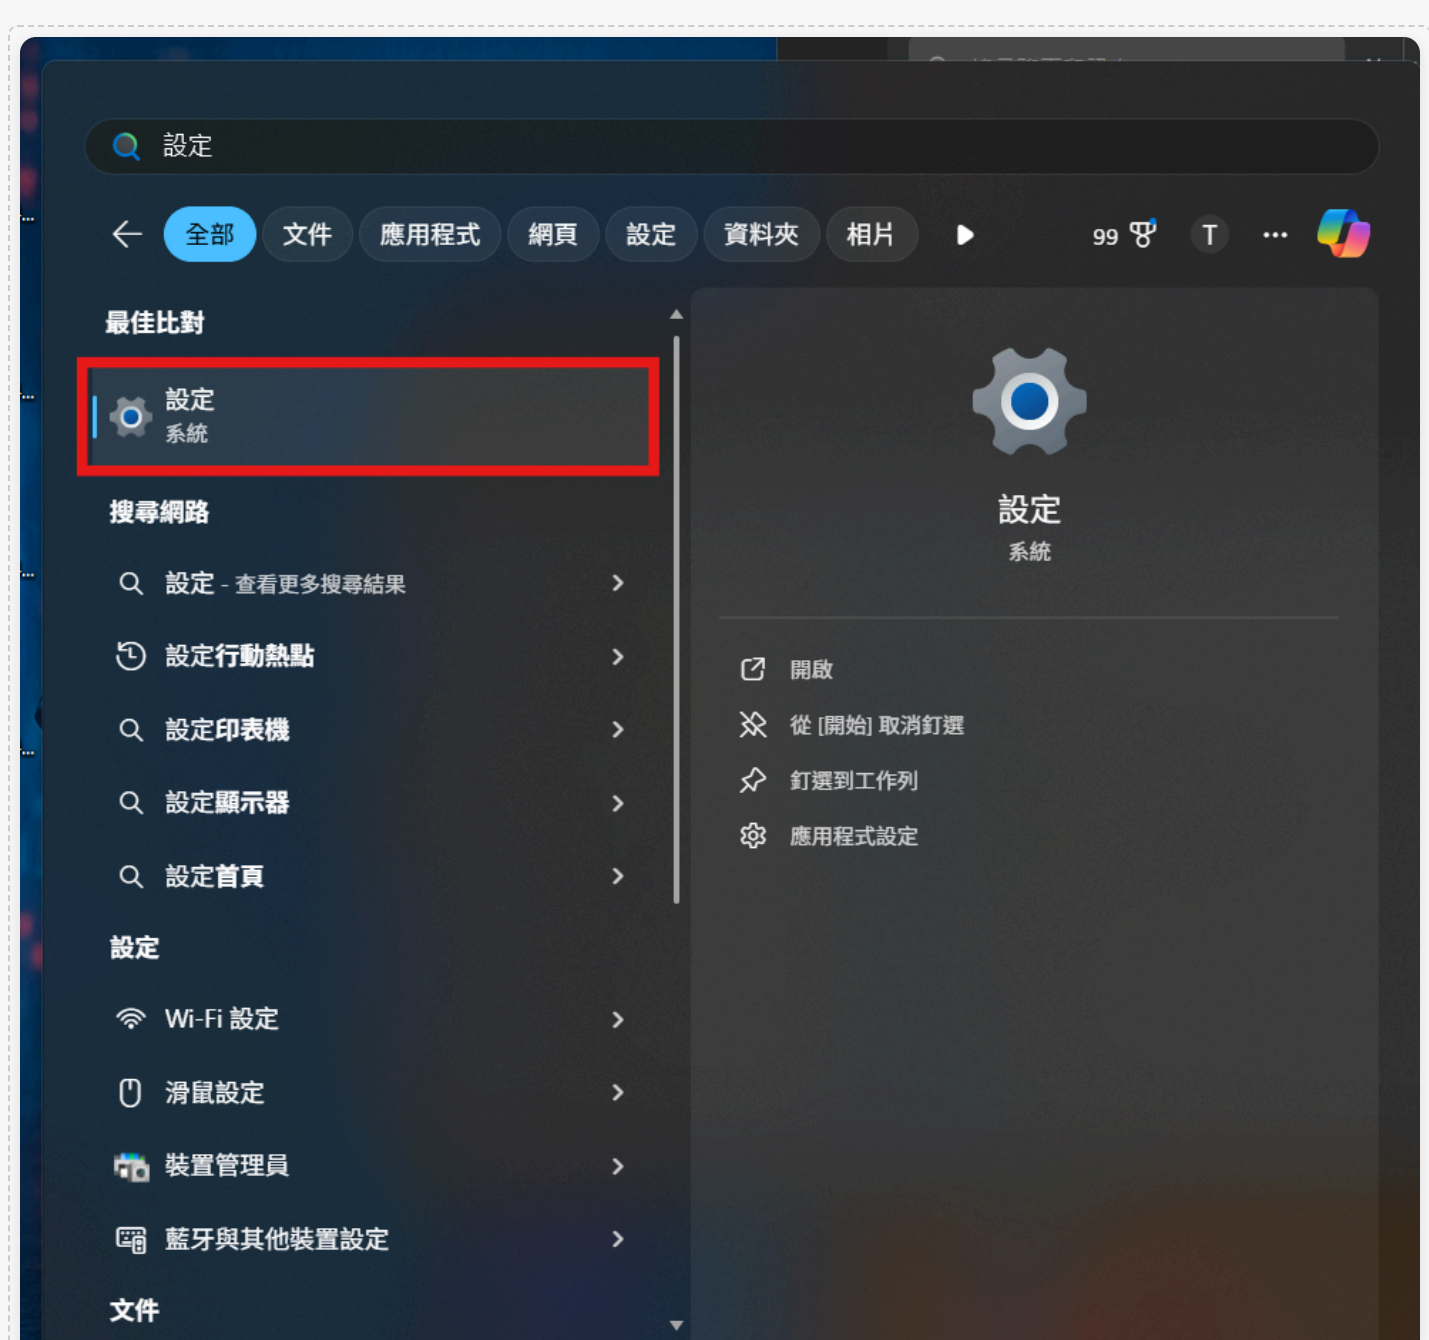 設定
全部 文件 應用程式 網頁 設定 資料夾 相片 99 T
最佳比對
設定
系統
搜尋網路
設定 - 查看更多搜尋結果
設定行動熱點
設定印表機
設定顯示器
設定首頁
設定
Wi-Fi 設定
滑鼠設定
裝置管理員
藍牙與其他裝置設定
文件
設定
系統
開啟
從 [開始] 取消釘選
釘選到工作列
應用程式設定